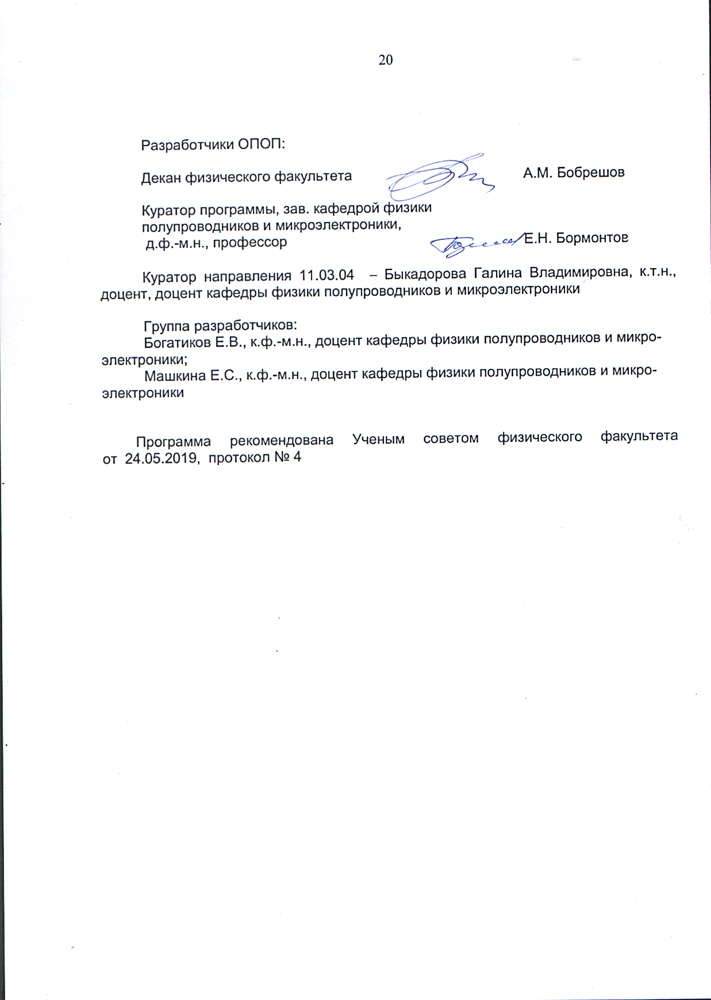 20
Разработчики ОПОП:
Декан физического факультета А.М. Бобрешов
Куратор программы, зав. кафедрой физики
полупроводников и микроэлектроники,
д.ф.-м.н., профессор Е.Н. Бормонтов
Куратор направления 11.03.04 – Быкадорова Галина Владимировна, к.т.н.,
доцент, доцент кафедры физики полупроводников и микроэлектроники
Группа разработчиков:
Богатиков Е.В., к.ф.-м.н., доцент кафедры физики полупроводников и микро-
электроники;
Машкина Е.С., к.ф.-м.н., доцент кафедры физики полупроводников и микро-
электроники
Программа рекомендована Ученым советом физического факультета
от 24.05.2019, протокол № 4